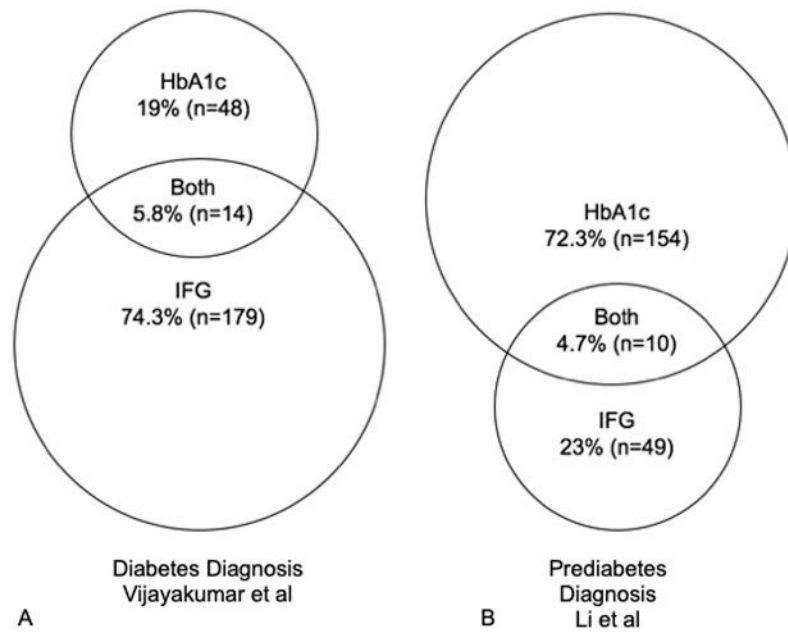 HbA1c
19% (n=48)
Both
5.8% (n=14)
IFG
74.3% (n=179)
Diabetes Diagnosis
Vijayakumar et al
A
HbA1c
72.3% (n=154)
Both
4.7% (n=10)
IFG
23% (n=49)
Prediabetes
Diagnosis
Li et al
B